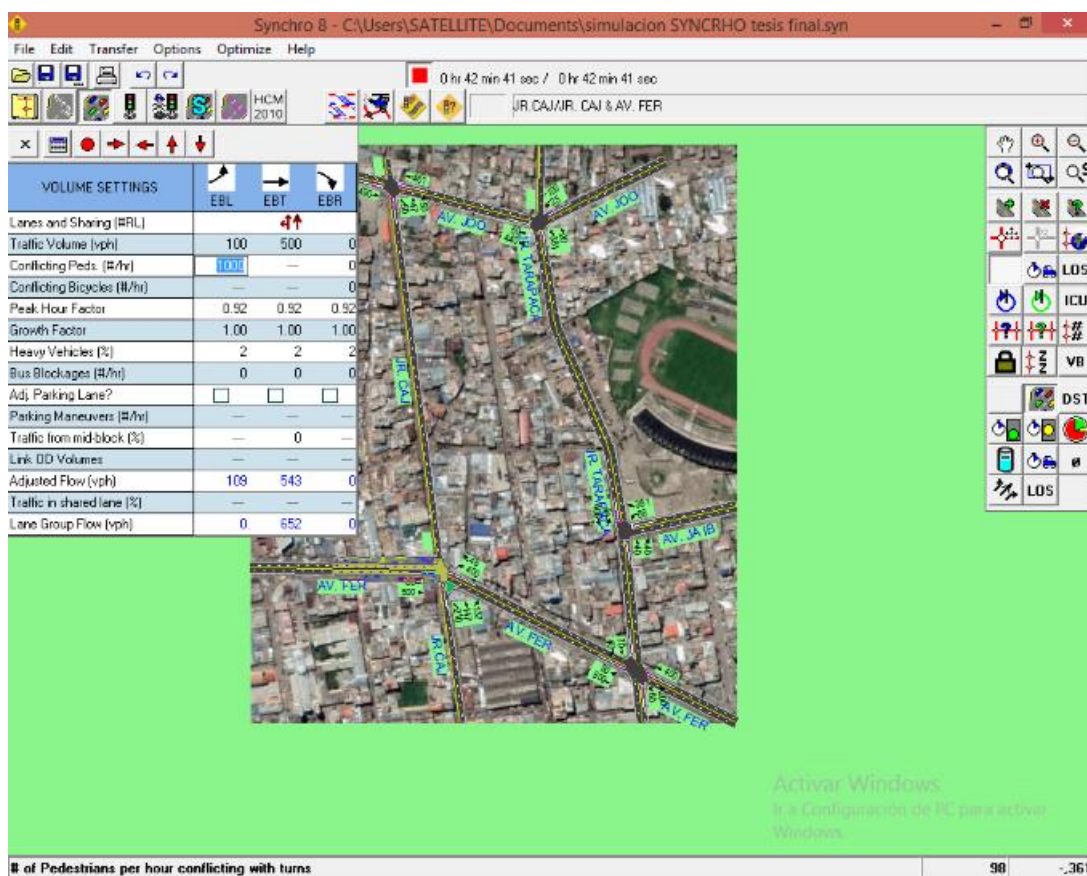 Synchro 8 - C:\Users\SATELLITE\Documents\simulacion SYNCRHO tesis final.syn
File Edit Transfer Options Optimize Help
0 hr 42 min 41 sec / 0 hr 42 min 41 sec
HCM 2010
JR.CAJ/JR. CAJ & AV. FER
VOLUME SETTINGS EBL EBT EBR
Lanes and Sharing (#RL)
Traffic Volume (vph) 100 500 0
Conflicting Peds. (#/hr) 1000 — 0
Conflicting Bicycles (#/hr) — — 0
Peak Hour Factor 0.92 0.92 0.92
Growth Factor 1.00 1.00 1.00
Heavy Vehicles (%) 2 2 2
Bus Blockages (#/hr) 0 0 0
Adj. Parking Lane?
Parking Maneuvers (#/hr) — — —
Traffic from mid-block (%) — 0 —
Link OD Volumes — — —
Adjusted Flow (vph) 109 543 0
Traffic in shared lane (%) — — —
Lane Group Flow (vph) 0 652 0
AV. JOO
AV. JOO
JR. TARAPACA
JR. CAJ
JR. TARAPACA
AV. JA IB
AV. FER
JR CAJ
AV. FER
AV. FER
LOS
ICU
VB
DST
LOS
Activar Windows
Ir a Configuración de PC para activar
Windows.
# of Pedestrians per hour conflicting with turns 98 -,361